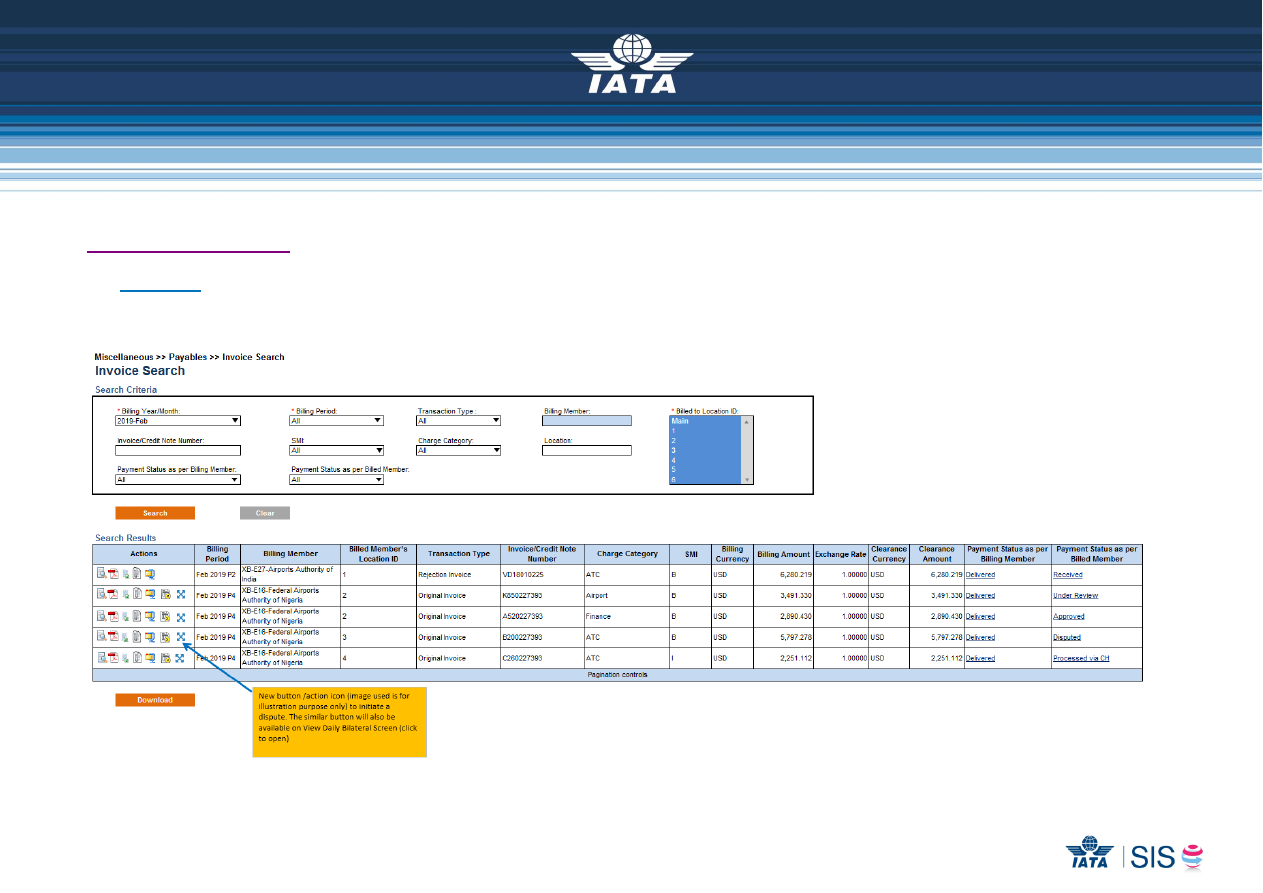 IATA
Miscellaneous >> Payables >> Invoice Search
Invoice Search
Search Criteria
* Billing Year/Month: * Billing Period: Transaction Type : Billing Member: * Billed to Location ID:
2019-Feb All All Main
1
Invoice/Credit Note Number: SMI Charge Category: Location: 2
All All 3
4
Payment Status as per Billing Member: Payment Status as per Billed Member: 5
All All 6
Search Clear
Search Results
Actions Billing Period Billing Member Billed Member's Location ID Transaction Type Invoice/Credit Note Number Charge Category SMI Billing Currency Billing Amount Exchange Rate Clearance Currency Clearance Amount Payment Status as per Billing Member Payment Status as per Billed Member
Feb 2019 P2 XB-E27-Airports Authority of India 1 Rejection Invoice VD18010225 ATC B USD 6,280.219 1.00000 USD 6,280.219 Delivered Received
Feb 2019 P4 XB-E16-Federal Airports Authority of Nigeria 2 Original Invoice K650227393 Airport B USD 3,491.330 1.00000 USD 3,491.330 Delivered Under Review
Feb 2019 P4 XB-E16-Federal Airports Authority of Nigeria 2 Original Invoice A520227393 Finance B USD 2,890.430 1.00000 USD 2,890.430 Delivered Approved
Feb 2019 P4 XB-E16-Federal Airports Authority of Nigeria 3 Original Invoice B200227393 ATC B USD 5,797.278 1.00000 USD 5,797.278 Delivered Disputed
Feb 2019 P4 XB-E16-Federal Airports Authority of Nigeria 4 Original Invoice C260227393 ATC I USD 2,251.112 1.00000 USD 2,251.112 Delivered Processed via CH
Pagination controls
Download
New button /action icon (image used is for
illustration purpose only) to initiate a
dispute. The similar button will also be
available on View Daily Bilateral Screen (click
to open)
IATA SIS